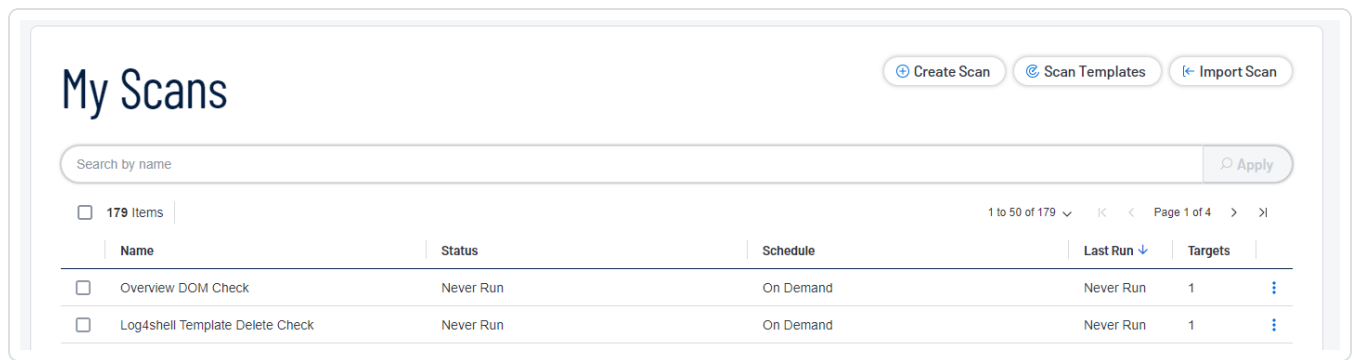 My Scans
Create Scan Scan Templates Import Scan
Search by name Apply
179 Items 1 to 50 of 179 Page 1 of 4
Name Status Schedule Last Run Targets
Overview DOM Check Never Run On Demand Never Run 1
Log4shell Template Delete Check Never Run On Demand Never Run 1